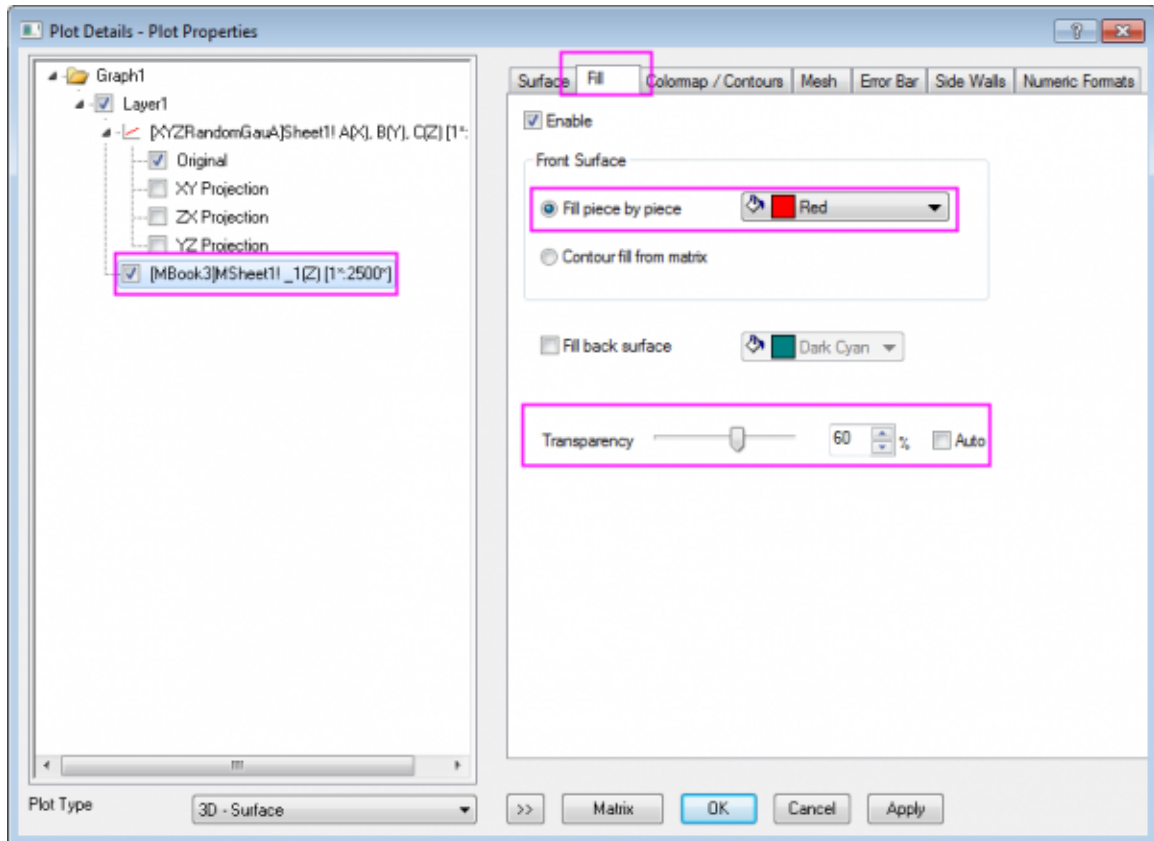 Plot Details - Plot Properties
Graph1
Layer1
[XYZRandomGauA]Sheet1! A(X), B(Y), C(Z) [1*:
Original
XY Projection
ZX Projection
YZ Projection
[MBook3]MSheet1! _1(Z) [1*:2500*]
Surface Fill Colormap / Contours Mesh Error Bar Side Walls Numeric Formats
Enable
Front Surface
Fill piece by piece Red
Contour fill from matrix
Fill back surface Dark Cyan
Transparency 60 % Auto
Plot Type 3D - Surface >> Matrix OK Cancel Apply